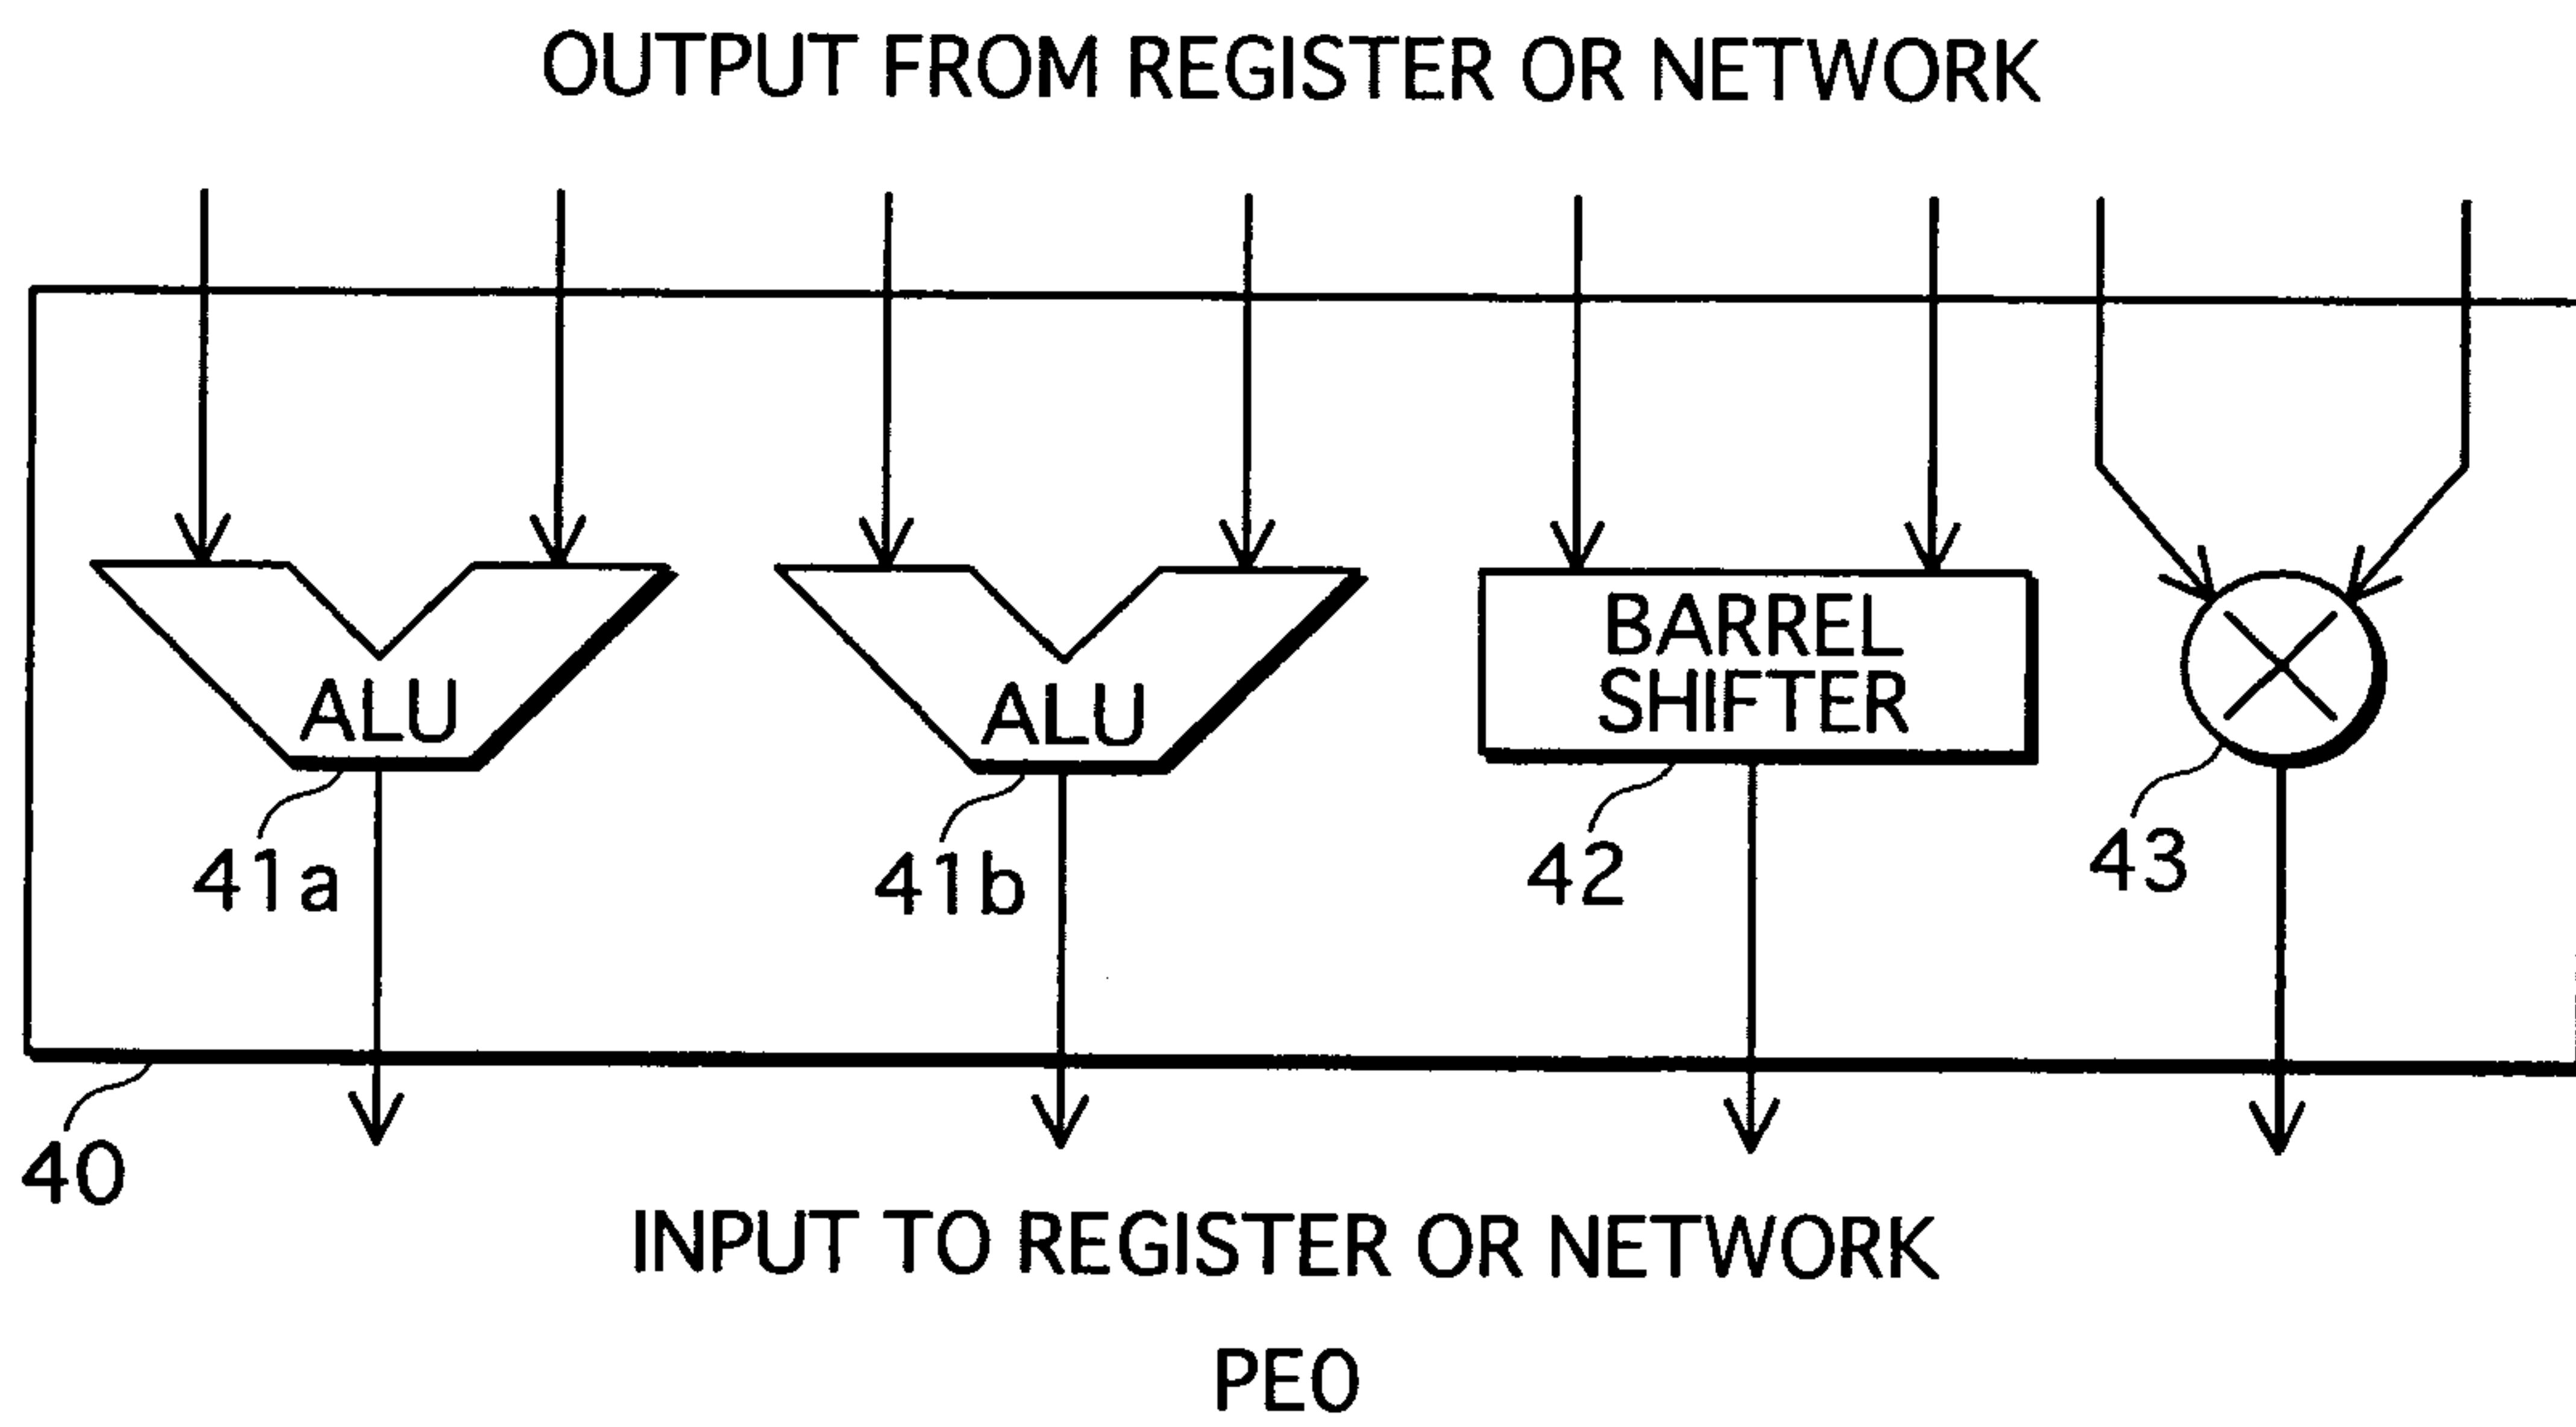 OUTPUT FROM REGISTER OR NETWORK
ALU
ALU
BARREL
SHIFTER
41a
41b
42
43
40
INPUT TO REGISTER OR NETWORK
PE0